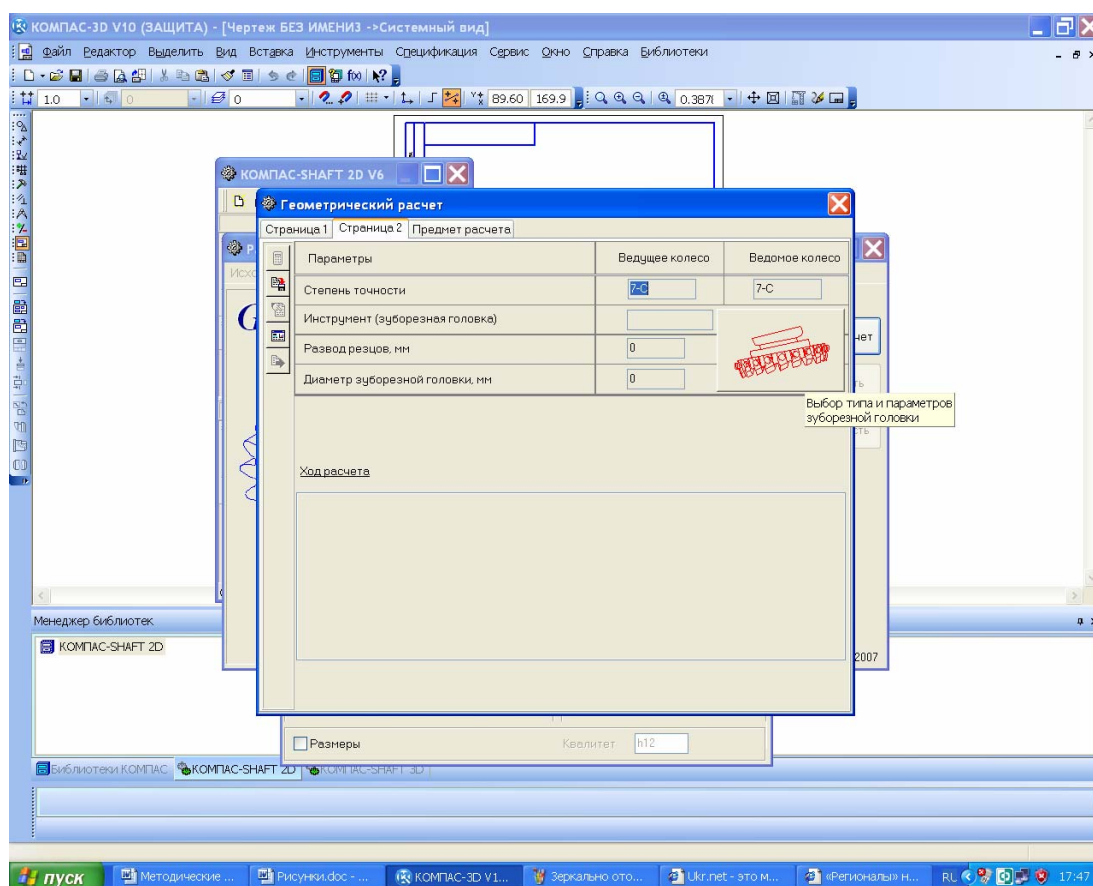 КОМПАС-3D V10 (ЗАЩИТА) - [Чертеж БЕЗ ИМЕНИ3 ->Системный вид]
Файл Редактор Выделить Вид Вставка Инструменты Спецификация Сервис Окно Справка Библиотеки
1.0 0 0 89.60 169.9 0.387(
КОМПАС-SHAFT 2D V6
Геометрический расчет
Страница 1 Страница 2 Предмет расчета
Параметры Ведущее колесо Ведомое колесо
Степень точности 7-C 7-C
Инструмент (зуборезная головка)
Развод резцов, мм 0
Диаметр зуборезной головки, мм 0
Выбор типа и параметров
зуборезной головки
Ход расчета
Менеджер библиотек
КОМПАС-SHAFT 2D
2007
Размеры Квалитет h12
Библиотеки КОМПАС КОМПАС-SHAFT 2D КОМПАС-SHAFT 3D
пуск Методические ... Рисунки.doc - ... КОМПАС-3D V1... Зеркально ото... Ukr.net - это м... «Регионалы» н... RU 17:47